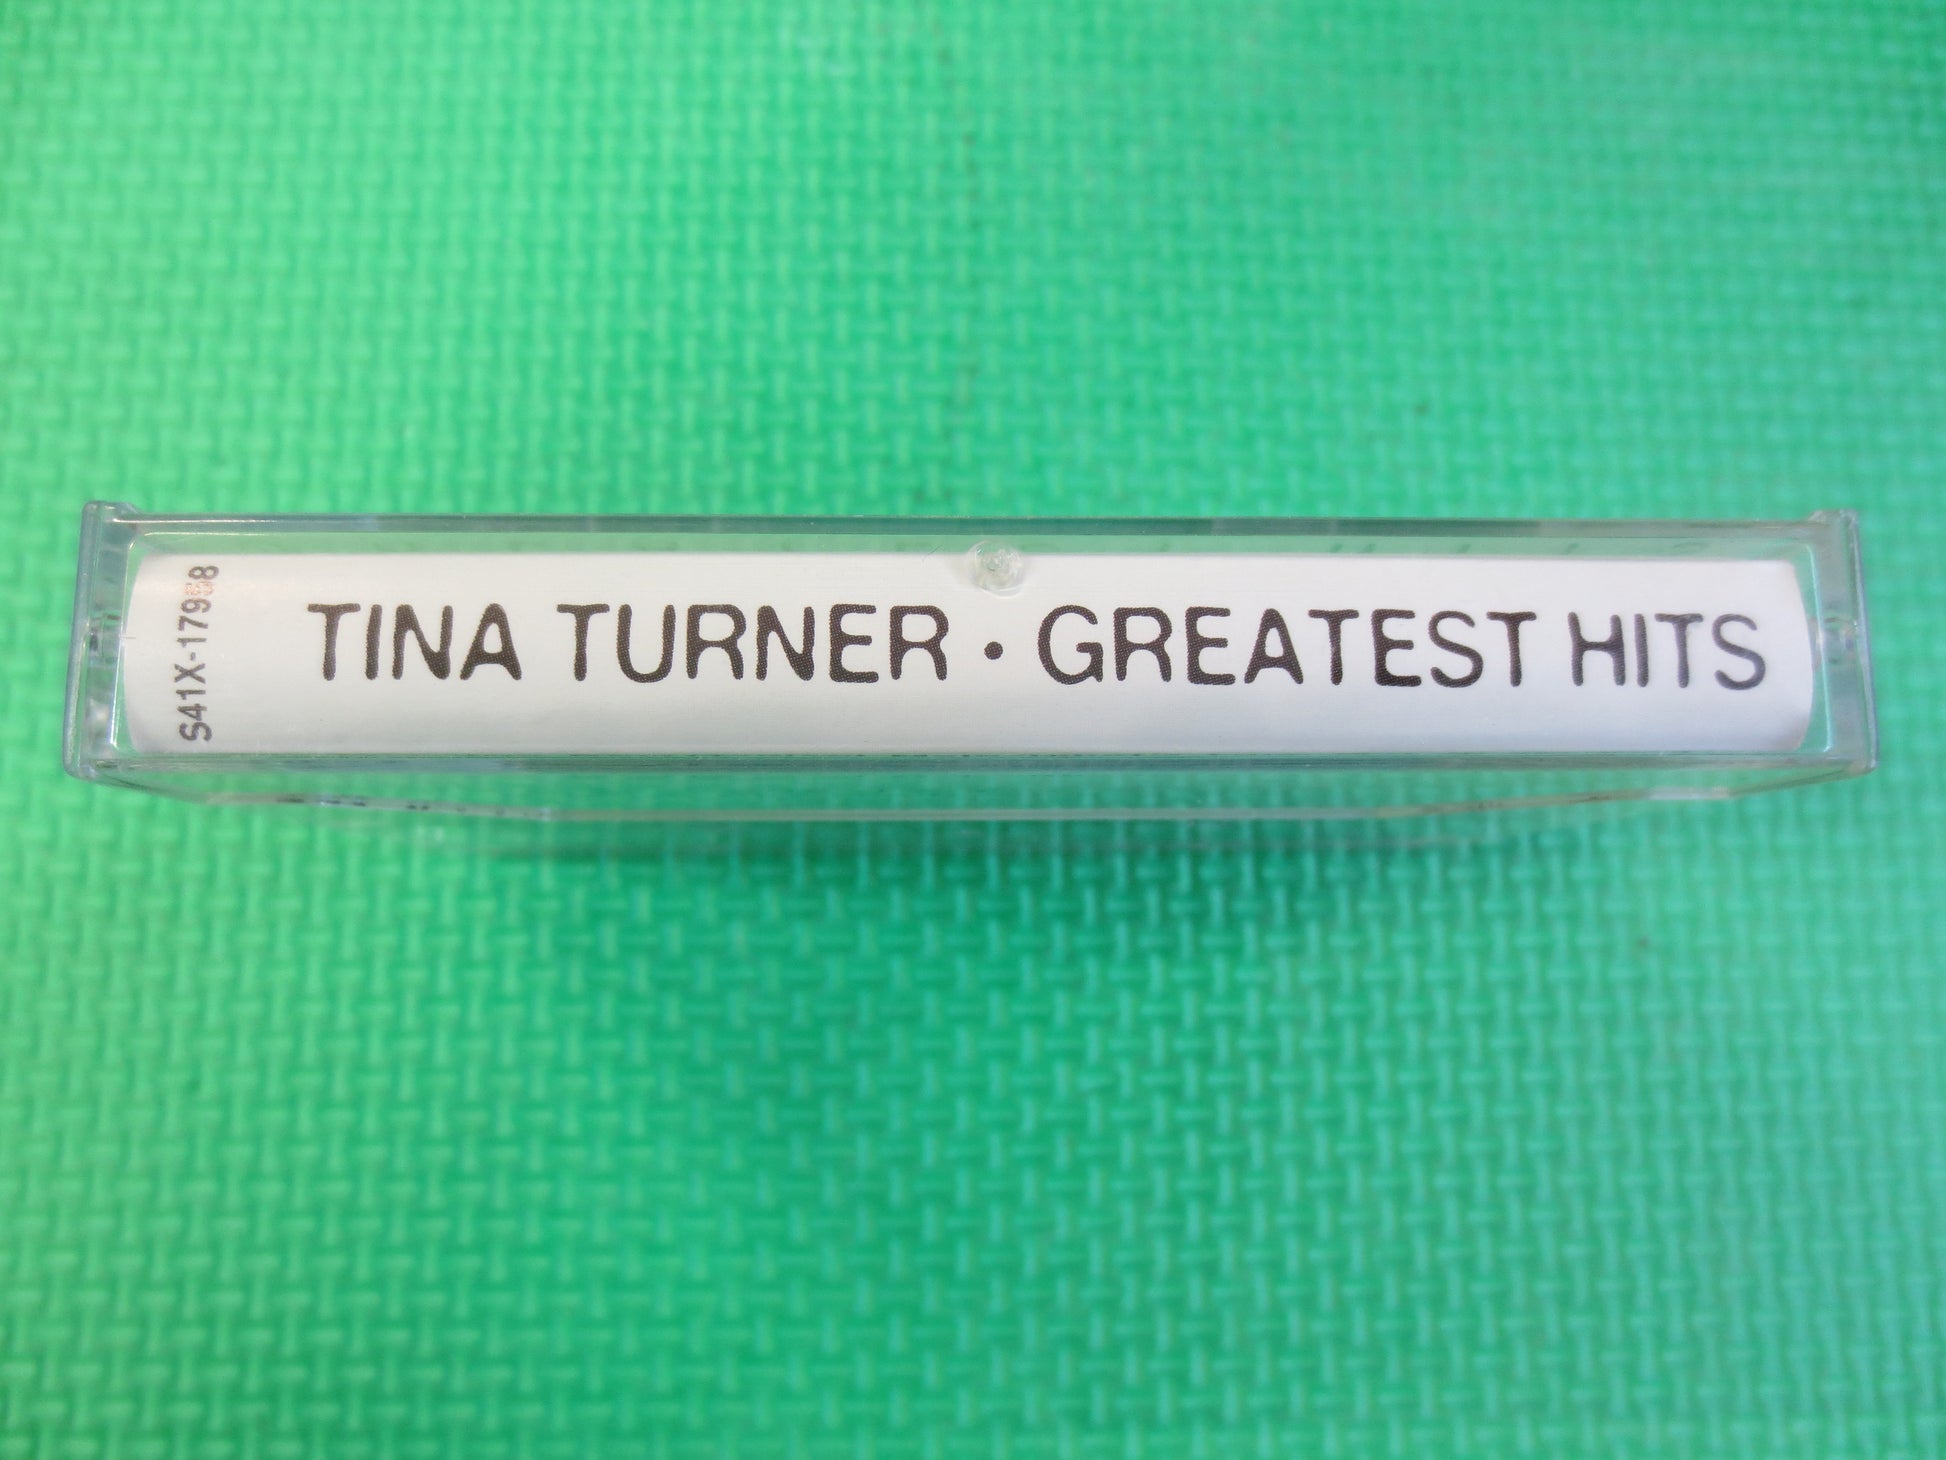 S41X-17958
TINA TURNER • GREATEST HITS